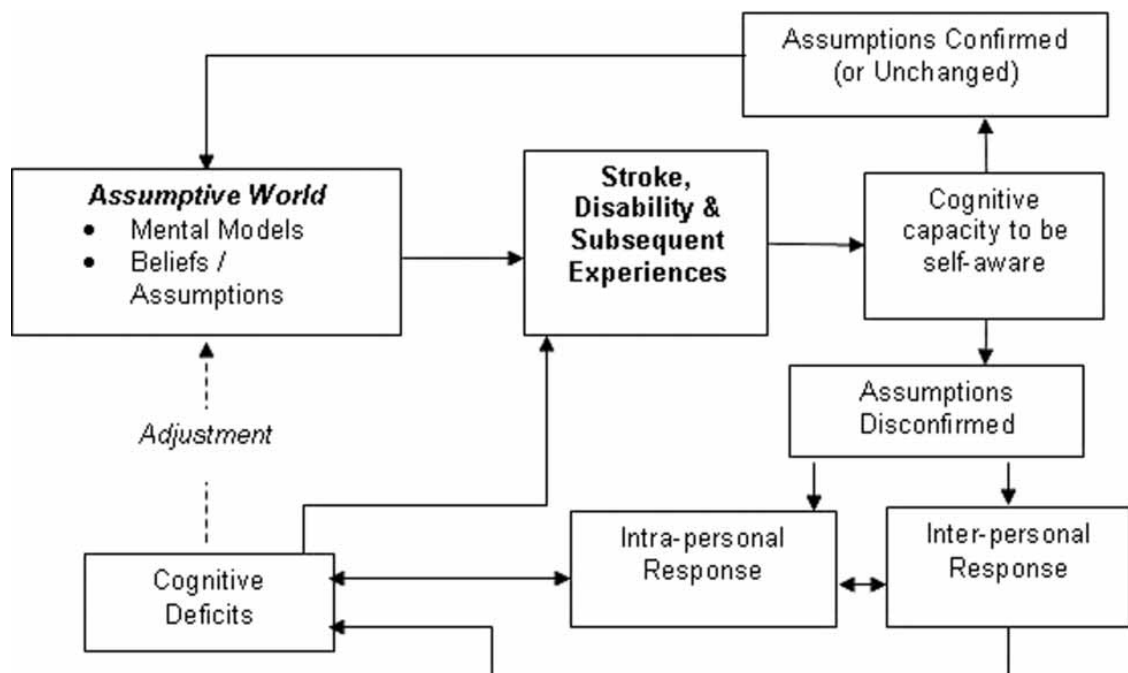 Assumptions Confirmed
(or Unchanged)
Assumptive World
• Mental Models
• Beliefs /
Assumptions
Stroke,
Disability &
Subsequent
Experiences
Cognitive
capacity to be
self-aware
Assumptions
Disconfirmed
Adjustment
Intra-personal
Response
Inter-personal
Response
Cognitive
Deficits